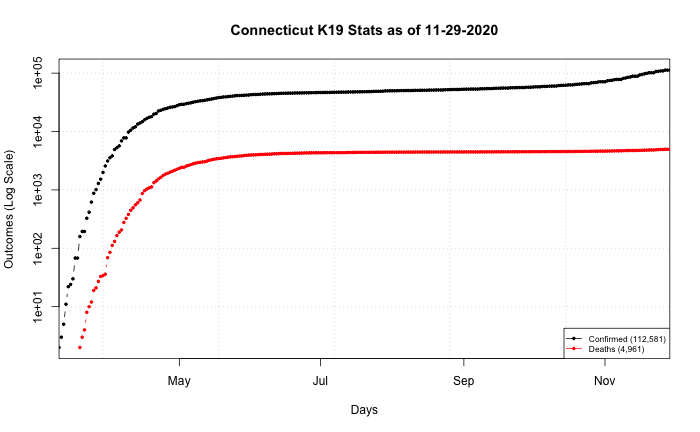 Connecticut K19 Stats as of 11-29-2020
Outcomes (Log Scale)
1e+05
1e+04
1e+03
1e+02
1e+01
Confirmed (112,581)
Deaths (4,961)
May Jul Sep Nov
Days